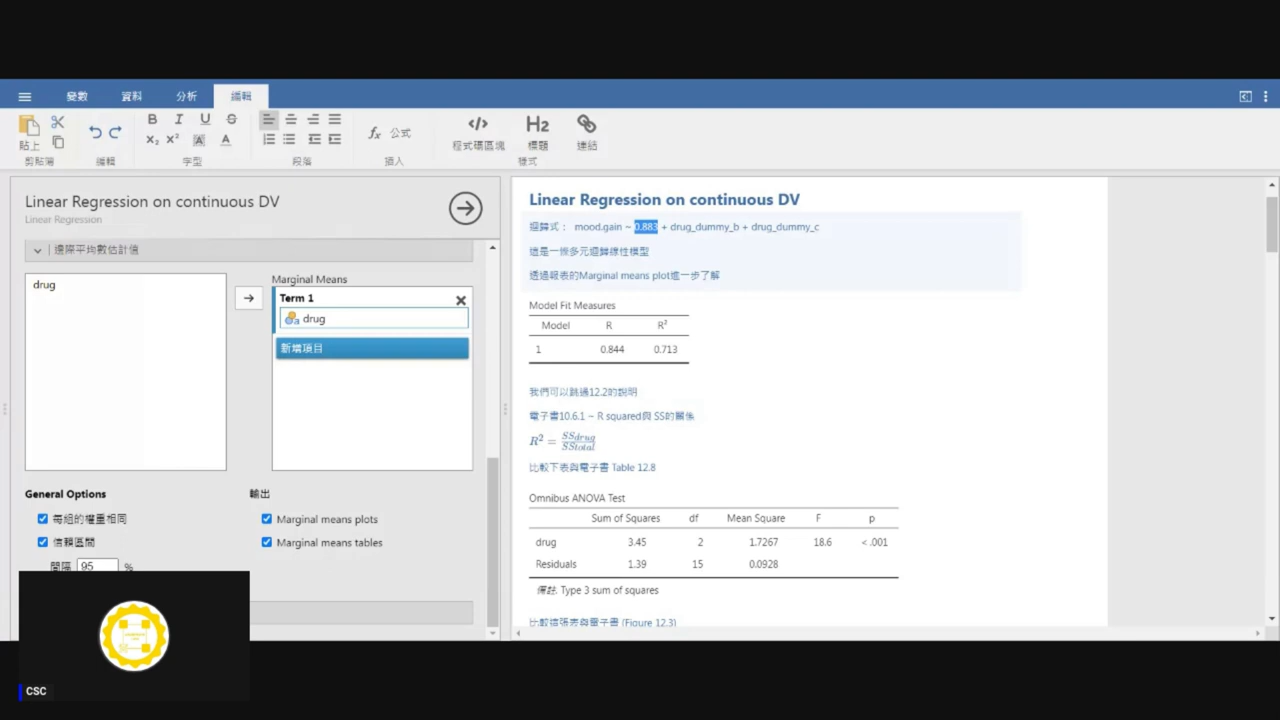 變數 資料 分析 編輯
貼上
剪貼簿 編輯 字型 段落 插入 樣式
B I U S
X₂ X² A A
fx 公式
</> 程式碼區塊
H2 標題
連結
Linear Regression on continuous DV
Linear Regression
邊際平均數估計值
drug
Marginal Means
Term 1
drug
新增項目
General Options
每組的權重相同
信賴區間
間隔 95 %
輸出
Marginal means plots
Marginal means tables
CSC
Linear Regression on continuous DV
迴歸式： mood.gain ~ 0.883 + drug_dummy_b + drug_dummy_c
這是一條多元迴歸線性模型
透過報表的Marginal means plot進一步了解
Model Fit Measures
Model R R²
1 0.844 0.713
我們可以跳過12.2的說明
電子書10.6.1 ~ R squared與 SS的關係
R² = SSdrug / SStotal
比較下表與電子書 Table 12.8
Omnibus ANOVA Test
Sum of Squares df Mean Square F p
drug 3.45 2 1.7267 18.6 < .001
Residuals 1.39 15 0.0928
備註. Type 3 sum of squares
比較這張表與電子書 (Figure 12.3)